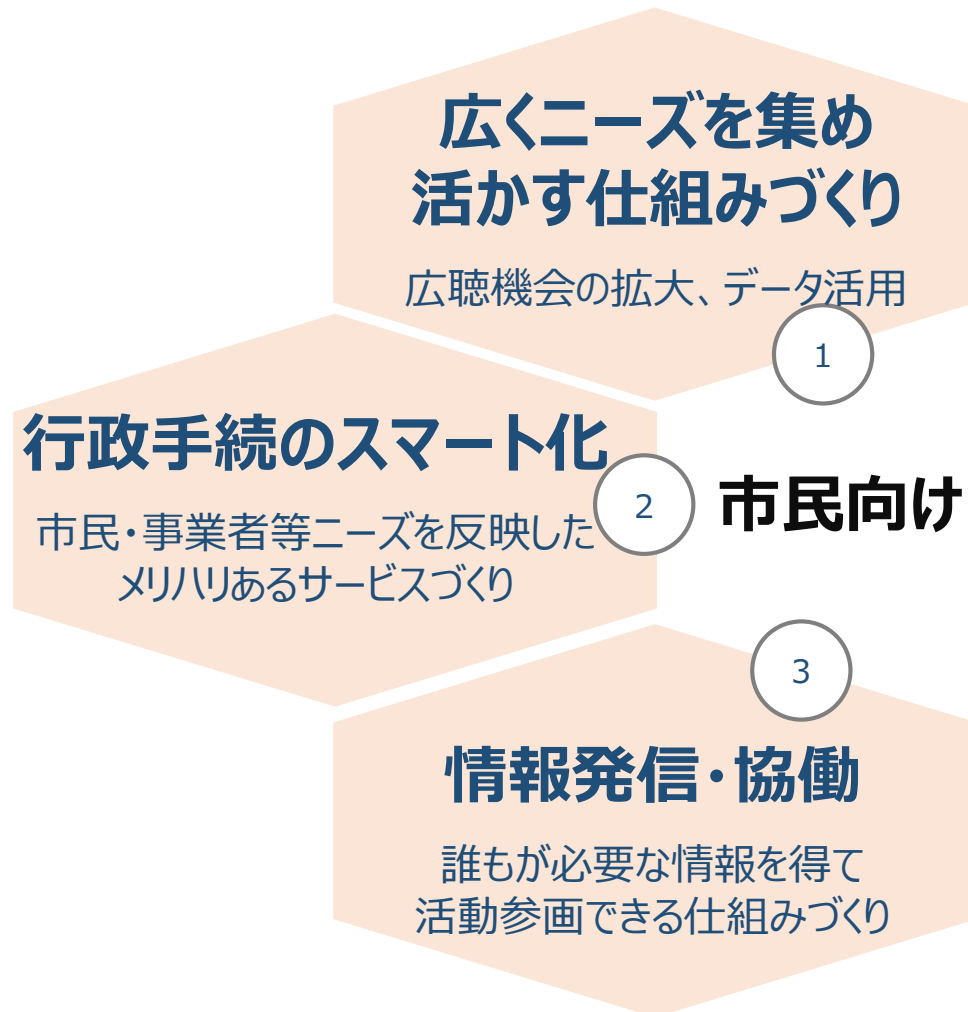 広くニーズを集め
活かす仕組みづくり
広聴機会の拡大、データ活用
1
行政手続のスマート化
市民・事業者等ニーズを反映した
メリハリあるサービスづくり
2
市民向け
3
情報発信・協働
誰もが必要な情報を得て
活動参画できる仕組みづくり